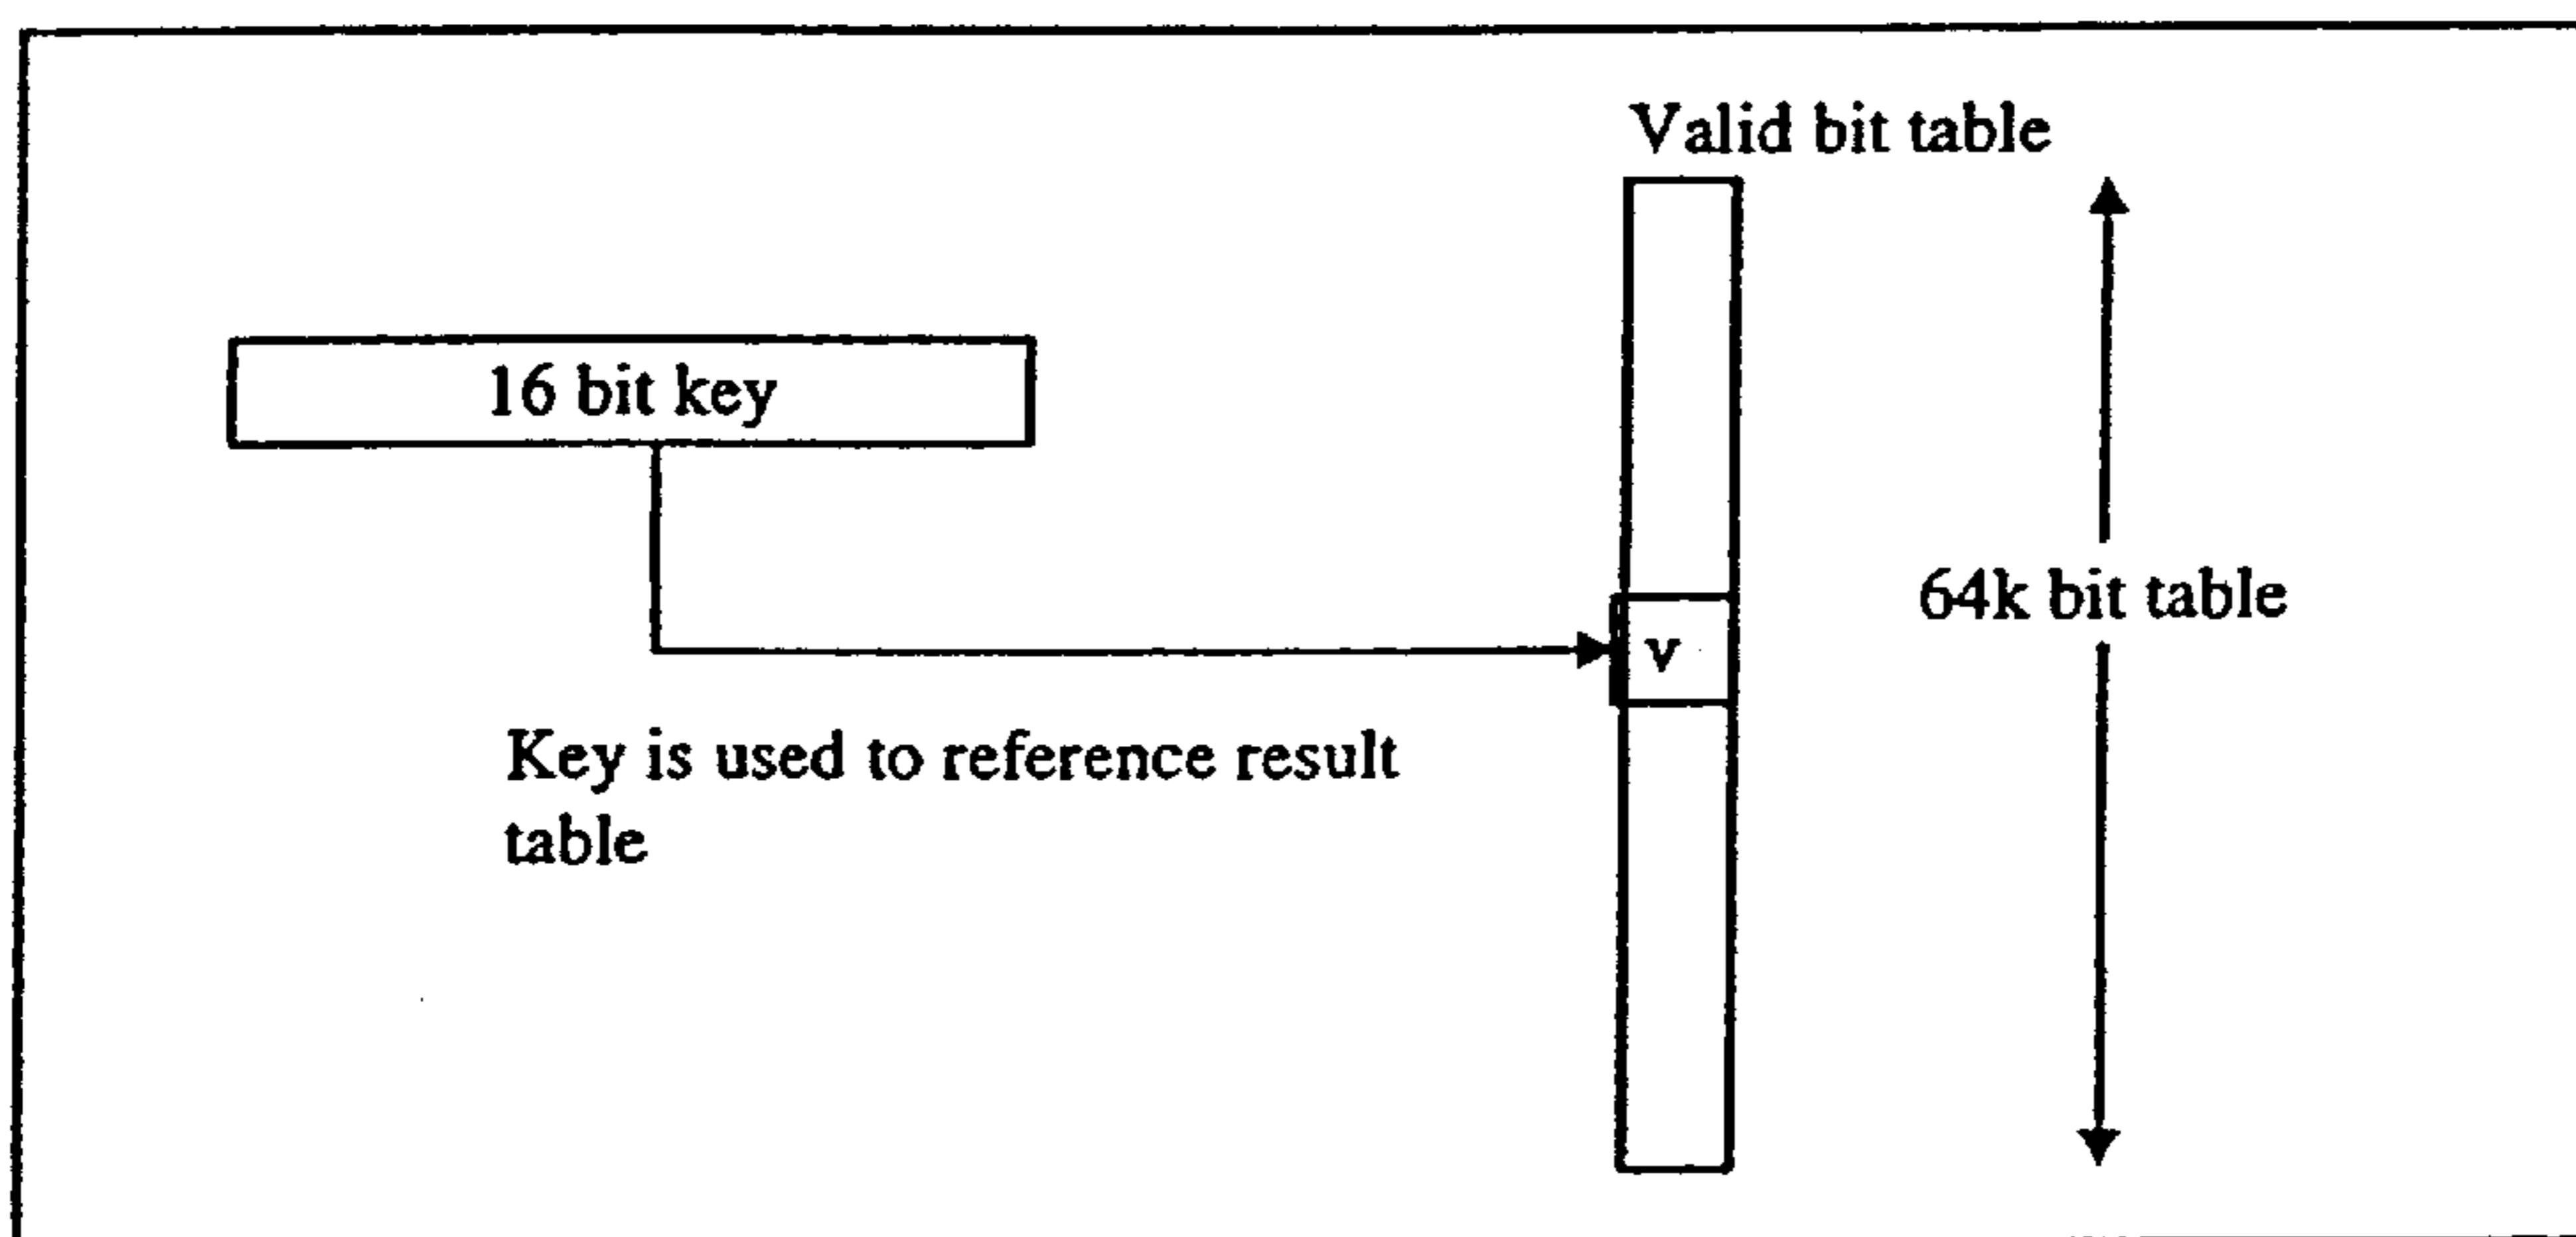 Valid bit table
16 bit key
64k bit table
v
Key is used to reference result
table